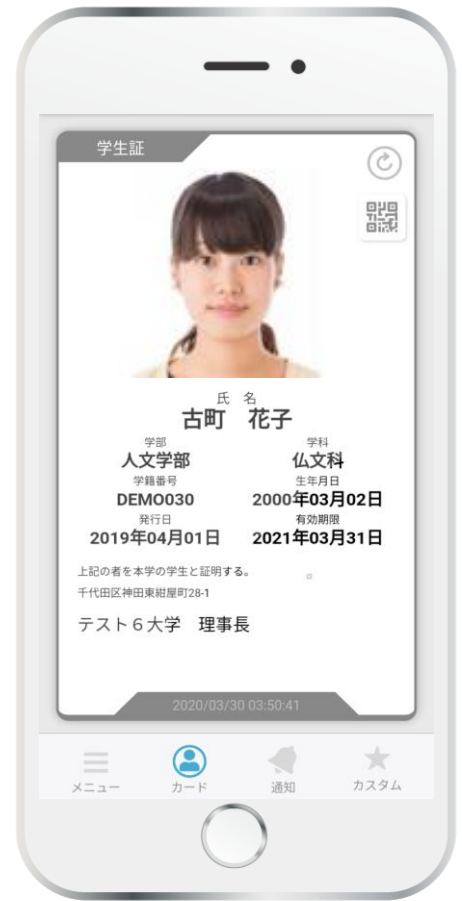 学生証
氏 名
古町 花子
学部 学科
人文学部 仏文科
学籍番号 生年月日
DEMO030 2000年03月02日
発行日 有効期限
2019年04月01日 2021年03月31日
上記の者を本学の学生と証明する。
千代田区神田東紺屋町28-1
テスト6大学 理事長
2020/03/30 03:50:41
メニュー カード 通知 カスタム